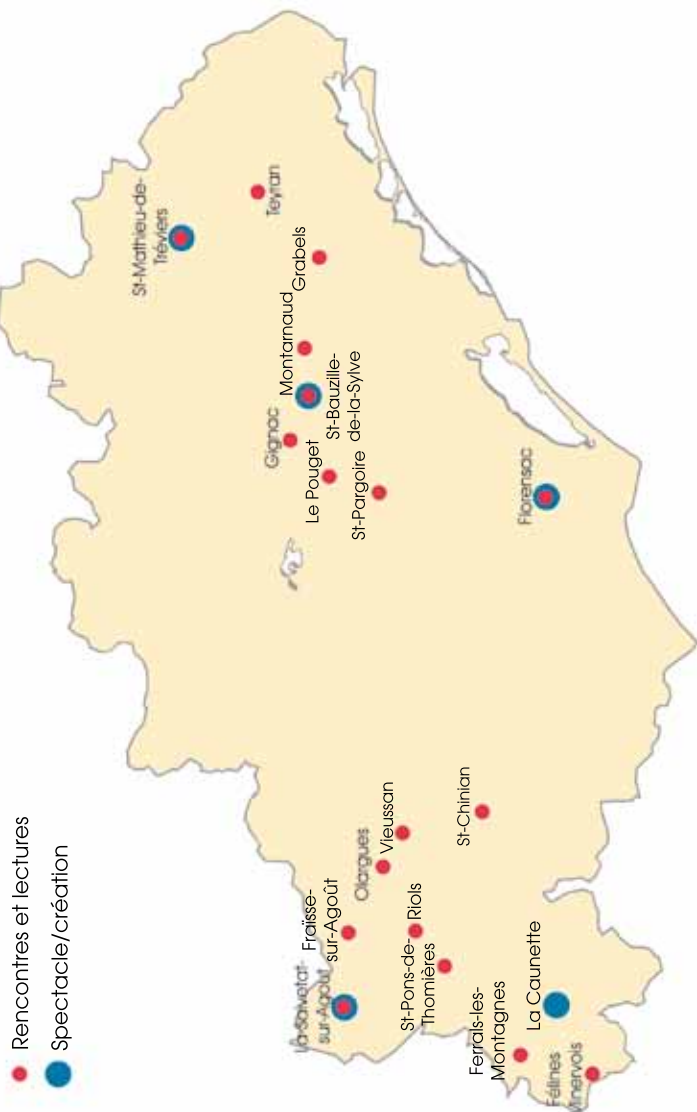 Rencontres et lectures
Spectacle/création
St-Mathieu-de-
Tréviers
Teyran
Grabels
Montarnaud
Gignac
St-Bauzille-
de-la-Sylve
Le Pouget
St-Pargoire
Florensac
La-Salvetat-
sur-Agoût
Fraïsse-
sur-Agoût
Olargues
Vieussan
Riols
St-Pons-de-
Thomières
St-Chinian
Ferrals-les-
Montagnes
La Caunette
Félines
Minervois